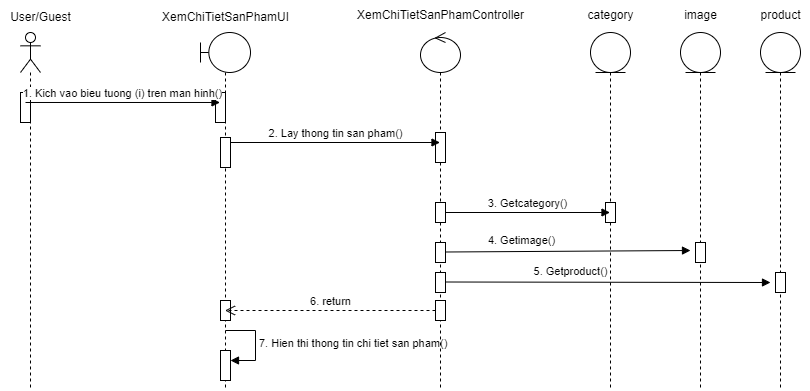 User/Guest
XemChiTietSanPhamUI
XemChiTietSanPhamController
category
image
product
1. Kich vao bieu tuong (i) tren man hinh()
2. Lay thong tin san pham()
3. Getcategory()
4. Getimage()
5. Getproduct()
6. return
7. Hien thi thong tin chi tiet san pham()